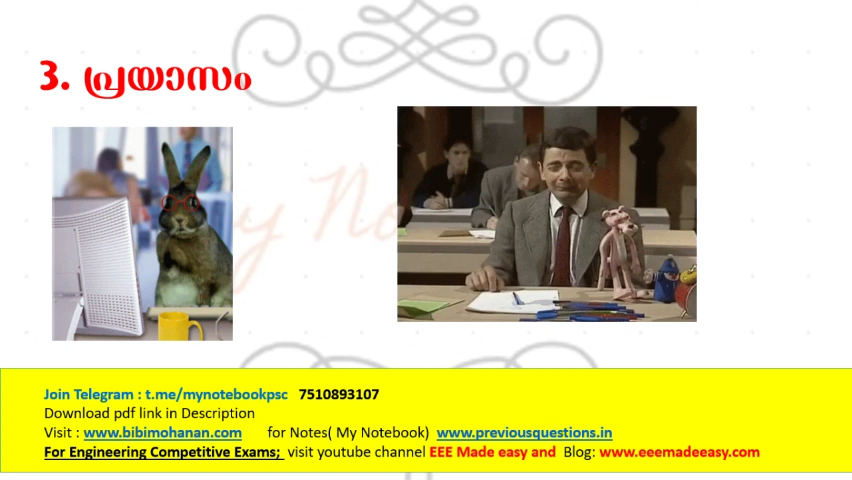 3. പ്രയാസം
y No
Join Telegram : t.me/mynotebookpsc 7510893107
Download pdf link in Description
Visit : www.bibimohanan.com for Notes( My Notebook) www.previousquestions.in
For Engineering Competitive Exams; visit youtube channel EEE Made easy and Blog: www.eeemadeeasy.com